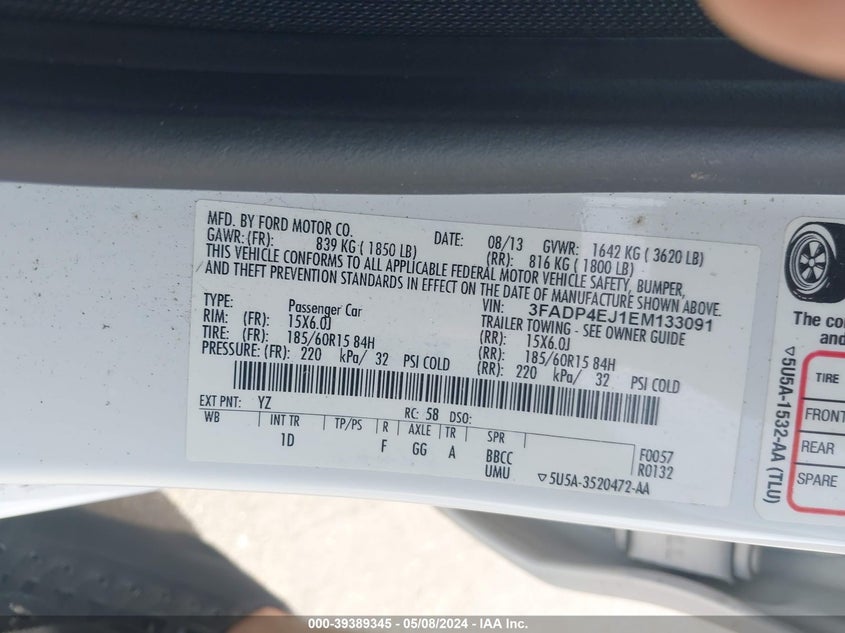 MFD. BY FORD MOTOR CO. DATE: 08/13 GVWR: 1642 KG ( 3620 LB)
GAWR: (FR): 839 KG ( 1850 LB) (RR): 816 KG ( 1800 LB)
THIS VEHICLE CONFORMS TO ALL APPLICABLE FEDERAL MOTOR VEHICLE SAFETY, BUMPER,
AND THEFT PREVENTION STANDARDS IN EFFECT ON THE DATE OF MANUFACTURE SHOWN ABOVE.
VIN: 3FADP4EJ1EM133091
TYPE: Passenger Car TRAILER TOWING - SEE OWNER GUIDE
RIM: (FR): 15X6.0J (RR): 15X6.0J
TIRE: (FR): 185/60R15 84H (RR): 185/60R15 84H
PRESSURE: (FR): 220 kPa/ 32 PSI COLD (RR): 220 kPa/ 32 PSI COLD
EXT PNT: YZ RC: 58 DSO:
WB INT TR TP/PS R AXLE TR SPR
1D F GG A BBCC F0057
UMU R0132
▽5U5A-3520472-AA
▽5U5A-1532-AA (TLU)
The co
and
TIRE
FRONT
REAR
SPARE
000-39389345 - 05/08/2024 - IAA Inc.